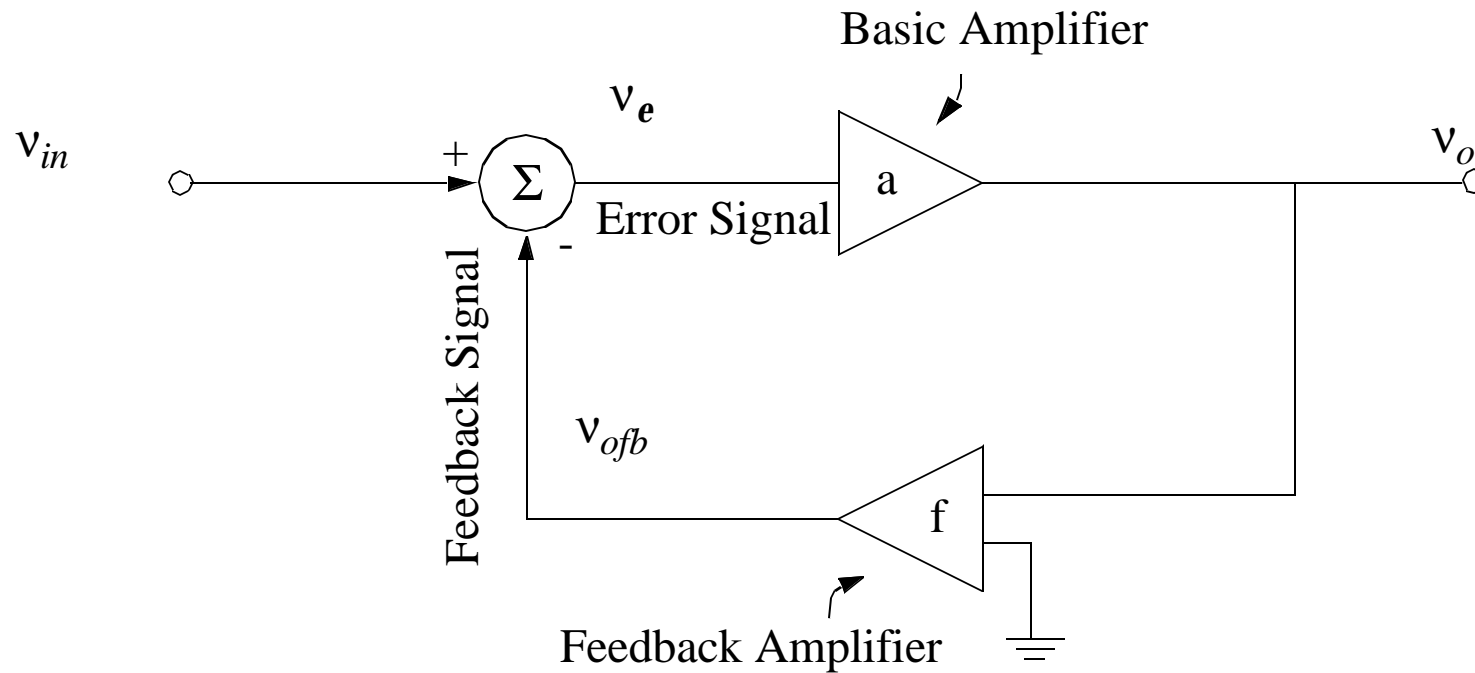 Basic Amplifier
νe
νin
νo
+
Σ
a
Error Signal
-
Feedback Signal
νofb
f
Feedback Amplifier